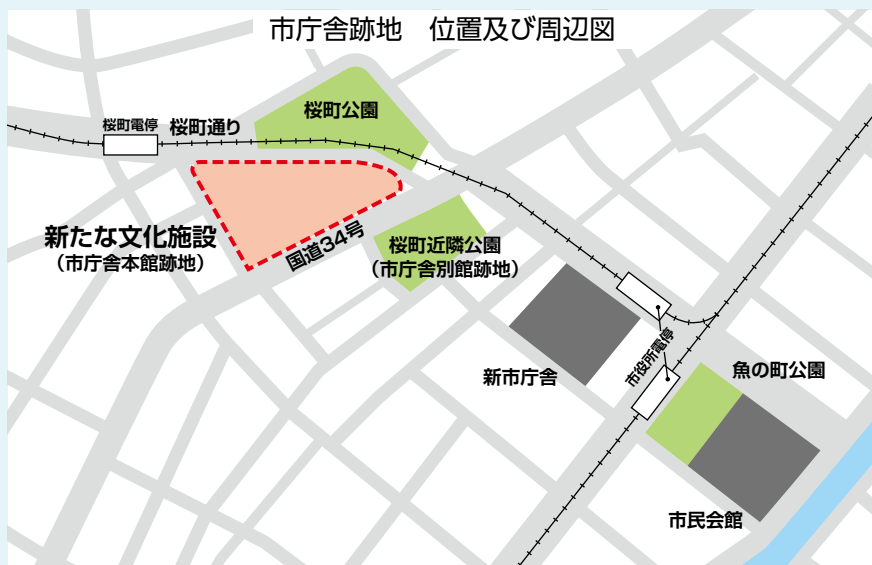 市庁舎跡地　位置及び周辺図
桜町公園
桜町電停
桜町通り
新たな文化施設
（市庁舎本館跡地）
国道34号
桜町近隣公園
（市庁舎別館跡地）
新市庁舎
市役所電停
魚の町公園
市民会館